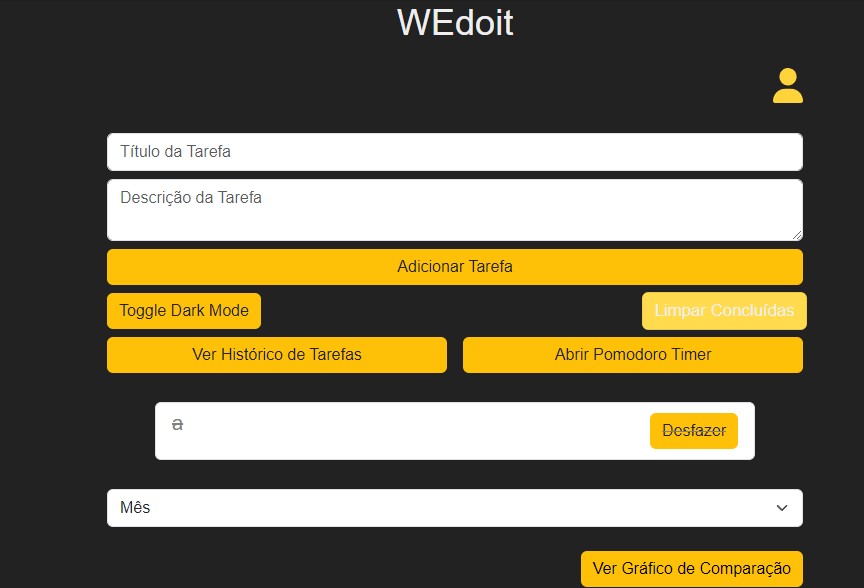 WEdoit
Título da Tarefa
Descrição da Tarefa
Adicionar Tarefa
Toggle Dark Mode
Limpar Concluídas
Ver Histórico de Tarefas
Abrir Pomodoro Timer
a
Desfazer
Mês
Ver Gráfico de Comparação